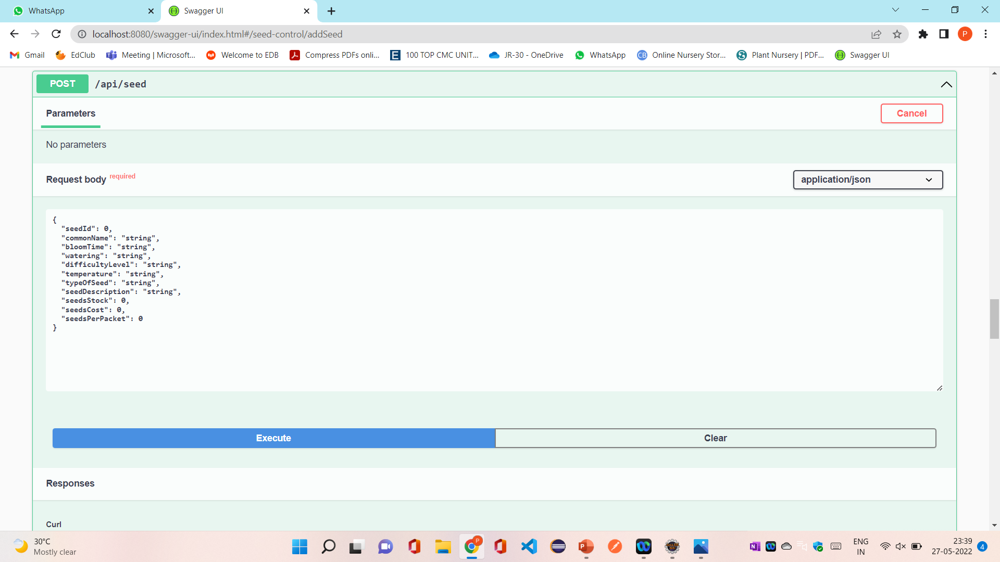 WhatsApp
Swagger UI
localhost:8080/swagger-ui/index.html#/seed-control/addSeed
P
Gmail
EdClub
Meeting | Microsoft...
Welcome to EDB
Compress PDFs onli...
E 100 TOP CMC UNIT...
JR-30 - OneDrive
WhatsApp
CB Online Nursery Stor...
Plant Nursery | PDF...
Swagger UI
POST /api/seed
Parameters
Cancel
No parameters
Request body required
application/json
{
  "seedId": 0,
  "commonName": "string",
  "bloomTime": "string",
  "watering": "string",
  "difficultyLevel": "string",
  "temperature": "string",
  "typeOfSeed": "string",
  "seedDescription": "string",
  "seedsStock": 0,
  "seedsCost": 0,
  "seedsPerPacket": 0
}
Execute
Clear
Responses
Curl
30°C
Mostly clear
ENG
IN
23:39
27-05-2022
4